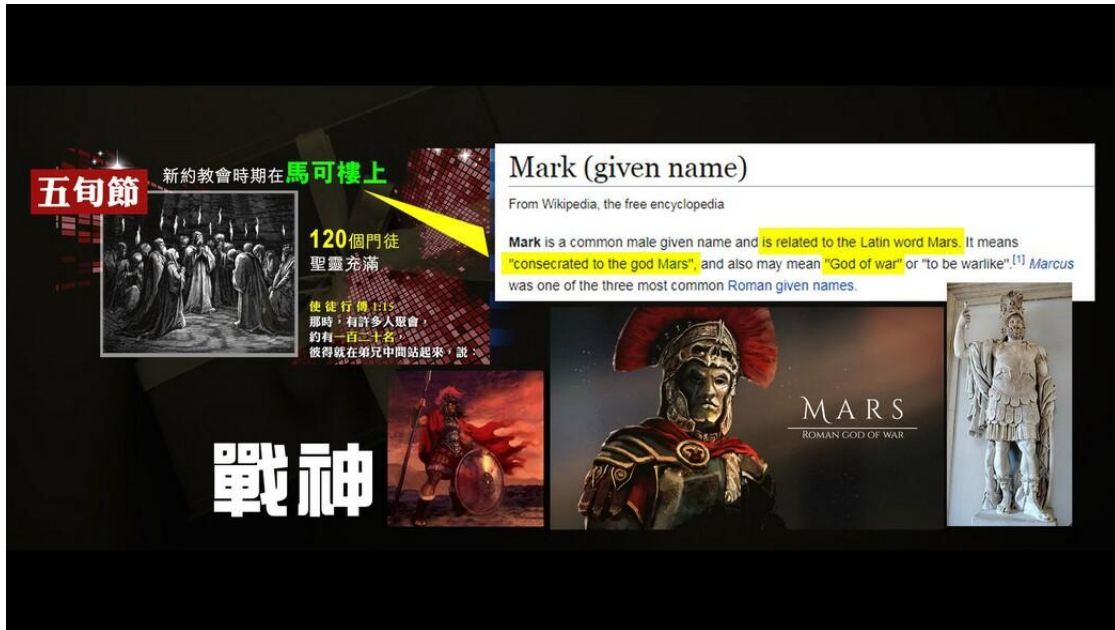 五旬節
新約教會時期在馬可樓上
120個門徒
聖靈充滿
使徒行傳 1:15
那時，有許多人聚會，
約有一百二十名，
彼得就在弟兄中間站起來，說：
Mark (given name)
From Wikipedia, the free encyclopedia
Mark is a common male given name and is related to the Latin word Mars. It means
"consecrated to the god Mars", and also may mean "God of war" or "to be warlike".[1] Marcus
was one of the three most common Roman given names.
戰神
MARS
ROMAN GOD OF WAR